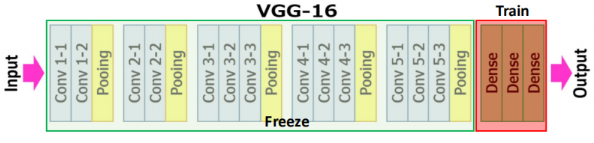 VGG-16
Train
Input
Conv 1-1
Conv 1-2
Pooing
Conv 2-1
Conv 2-2
Pooing
Conv 3-1
Conv 3-2
Conv 3-3
Pooing
Conv 4-1
Conv 4-2
Conv 4-3
Pooing
Conv 5-1
Conv 5-2
Conv 5-3
Pooing
Dense
Dense
Dense
Output
Freeze